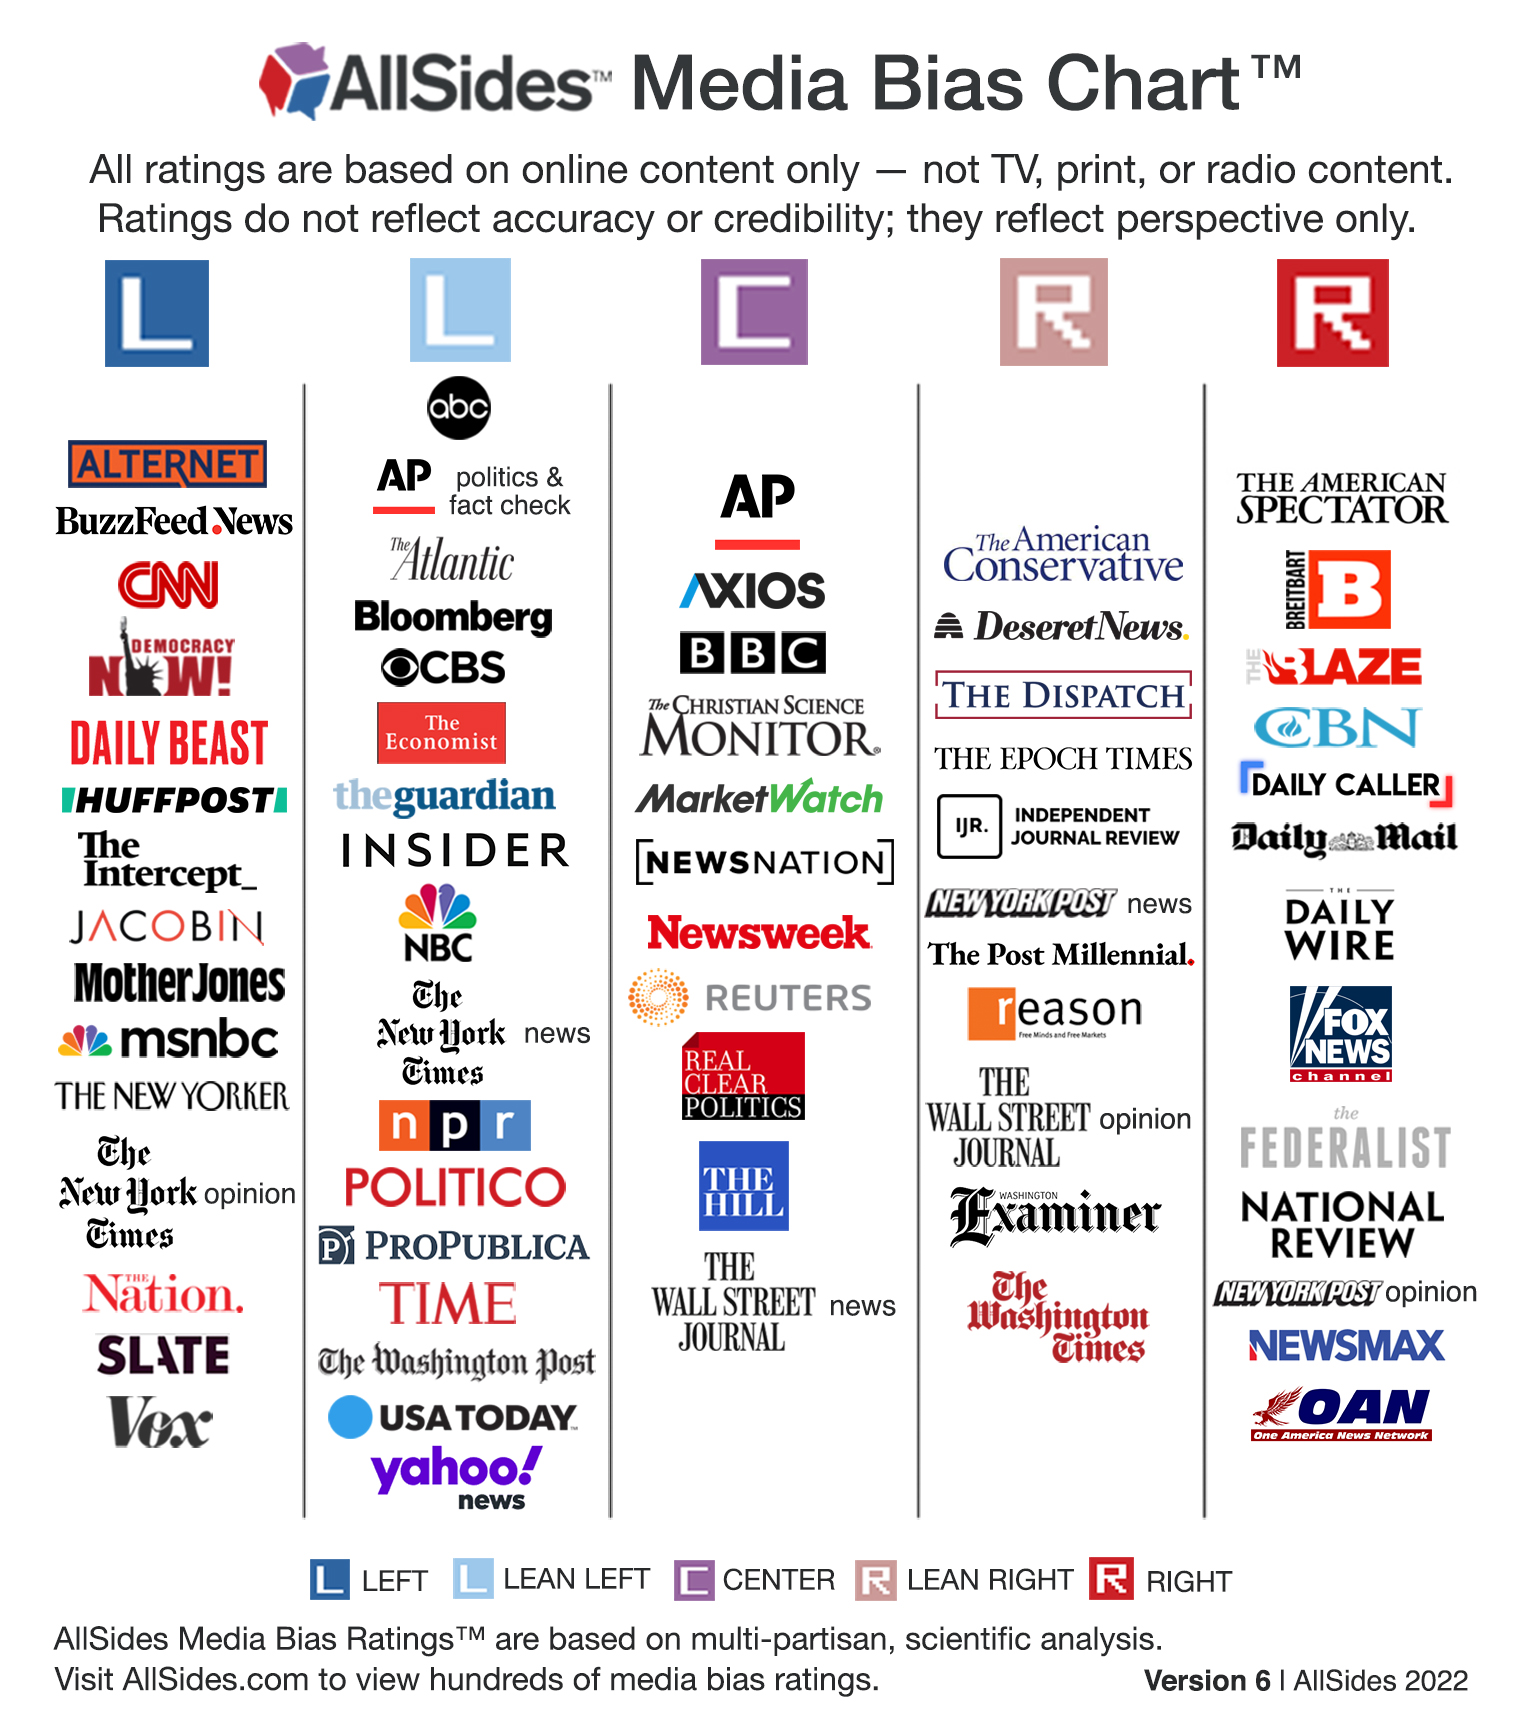 AllSides™ Media Bias Chart™
All ratings are based on online content only — not TV, print, or radio content.
Ratings do not reflect accuracy or credibility; they reflect perspective only.
L
L
C
R
R
ALTERNET
BuzzFeed.News
CNN
DEMOCRACY
NOW!
DAILY BEAST
HUFFPOST
The
Intercept_
JACOBIN
Mother Jones
msnbc
THE NEW YORKER
The
New York opinion
Times
THE
Nation.
SLATE
Vox
abc
AP politics &
fact check
The Atlantic
Bloomberg
CBS
The
Economist
theguardian
INSIDER
NBC
The
New York news
Times
npr
POLITICO
PROPUBLICA
TIME
The Washington Post
USA TODAY
yahoo!
news
AP
AXIOS
BBC
The CHRISTIAN SCIENCE
MONITOR
MarketWatch
NEWSNATION
Newsweek
REUTERS
REAL
CLEAR
POLITICS
THE
HILL
THE
WALL STREET news
JOURNAL
The American
Conservative
Deseret News.
THE DISPATCH
THE EPOCH TIMES
IJR. INDEPENDENT
JOURNAL REVIEW
NEW YORK POST news
The Post Millennial.
reason
Free Minds and Free Markets
THE
WALL STREET opinion
JOURNAL
WASHINGTON
Examiner
The
Washington
Times
THE AMERICAN
SPECTATOR
BREITBART B
THE BLAZE
CBN
DAILY CALLER
Daily Mail
THE
DAILY
WIRE
FOX
NEWS
channel
the
FEDERALIST
NATIONAL
REVIEW
NEW YORK POST opinion
NEWSMAX
OAN
One America News Network
L LEFT L LEAN LEFT C CENTER R LEAN RIGHT R RIGHT
AllSides Media Bias Ratings™ are based on multi-partisan, scientific analysis.
Visit AllSides.com to view hundreds of media bias ratings.
Version 6 | AllSides 2022